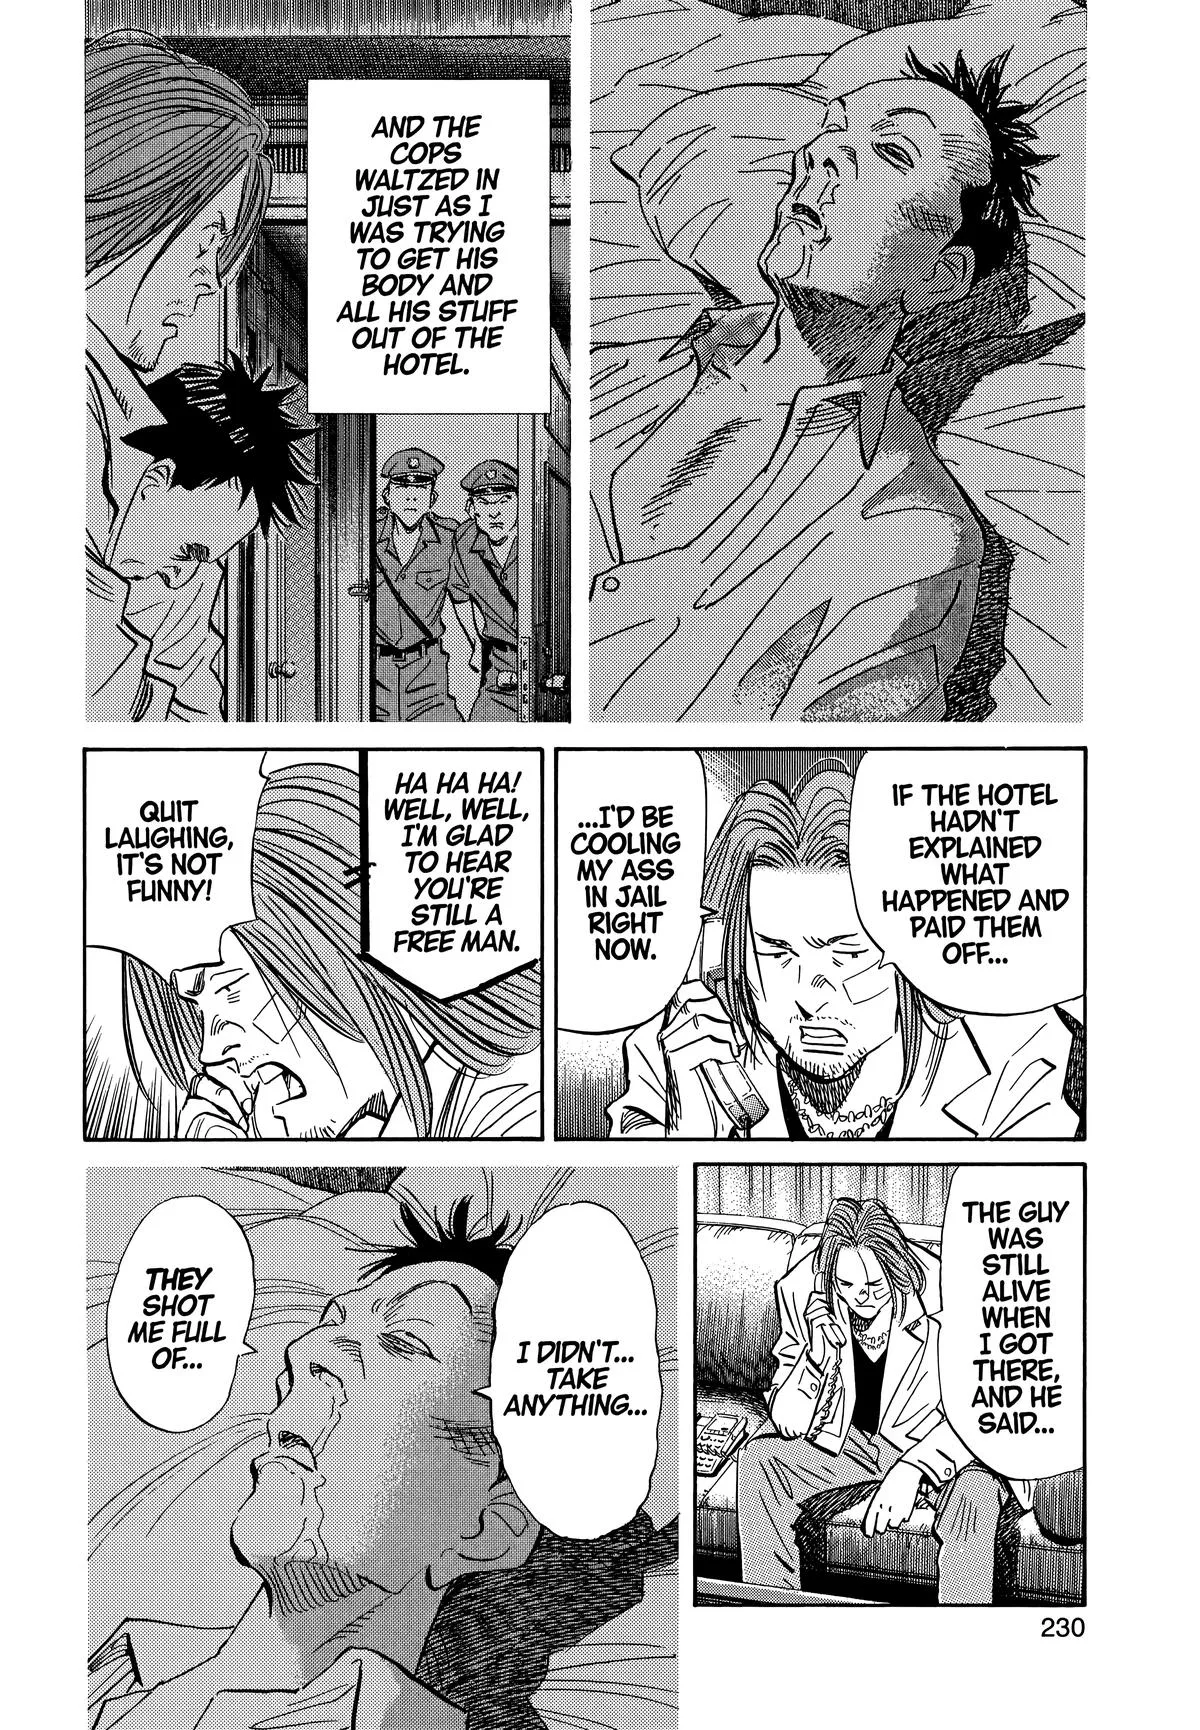 AND THE
COPS
WALTZED IN
JUST AS I
WAS TRYING
TO GET HIS
BODY AND
ALL HIS STUFF
OUT OF THE
HOTEL.
IF THE HOTEL
HADN'T
EXPLAINED
WHAT
HAPPENED AND
PAID THEM
OFF...
...I'D BE
COOLING
MY ASS
IN JAIL
RIGHT
NOW.
HA HA HA!
WELL, WELL,
I'M GLAD
TO HEAR
YOU'RE
STILL A
FREE MAN.
QUIT
LAUGHING,
IT'S NOT
FUNNY!
THE GUY
WAS
STILL
ALIVE
WHEN
I GOT
THERE,
AND HE
SAID...
I DIDN'T...
TAKE
ANYTHING...
THEY
SHOT
ME FULL
OF...
230